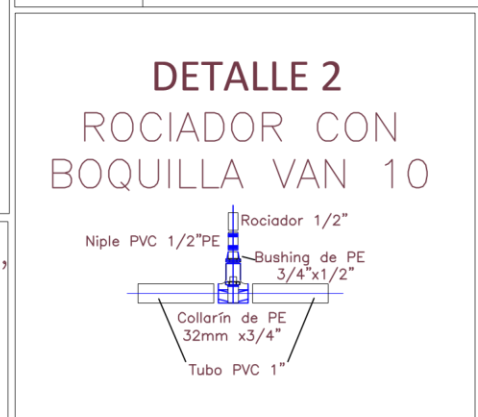 DETALLE 2
ROCIADOR CON
BOQUILLA VAN 10
Rociador 1/2"
Niple PVC 1/2"PE
Bushing de PE
3/4"x1/2"
Collarín de PE
32mm x3/4"
Tubo PVC 1"
,